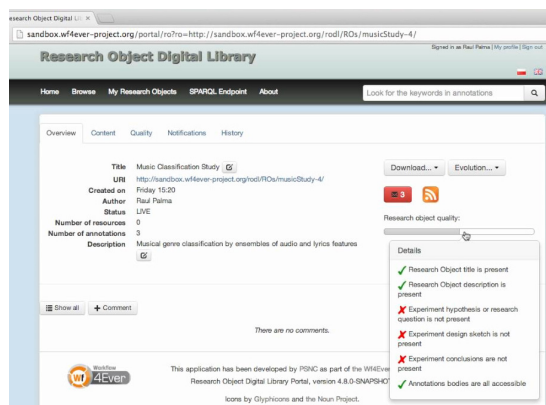 esearch Object Digital Lib ×
sandbox.wf4ever-project.org/portal/ro?ro=http://sandbox.wf4ever-project.org/rodl/ROs/musicStudy-4/
Signed in as Raul Palma | My profile | Sign out
Research Object Digital Library
Home Browse My Research Objects SPARQL Endpoint About
Look for the keywords in annotations
Overview Content Quality Notifications History
Title Music Classification Study
URI http://sandbox.wf4ever-project.org/rodl/ROs/musicStudy-4/
Created on Friday 15:20
Author Raul Palma
Status LIVE
Number of resources 0
Number of annotations 3
Description Musical genre classification by ensembles of audio and lyrics features
Download... Evolution...
3
Research object quality:
Details
Research Object title is present
Research Object description is
present
Experiment hypothesis or research
question is not present
Experiment design sketch is not
present
Experiment conclusions are not
present
Annotations bodies are all accessible
Show all Comment
There are no comments.
Workflow
4Ever
This application has been developed by PSNC as part of the Wf4Ever
Research Object Digital Library Portal, version 4.8.0-SNAPSHOT
Icons by Glyphicons and the Noun Project.